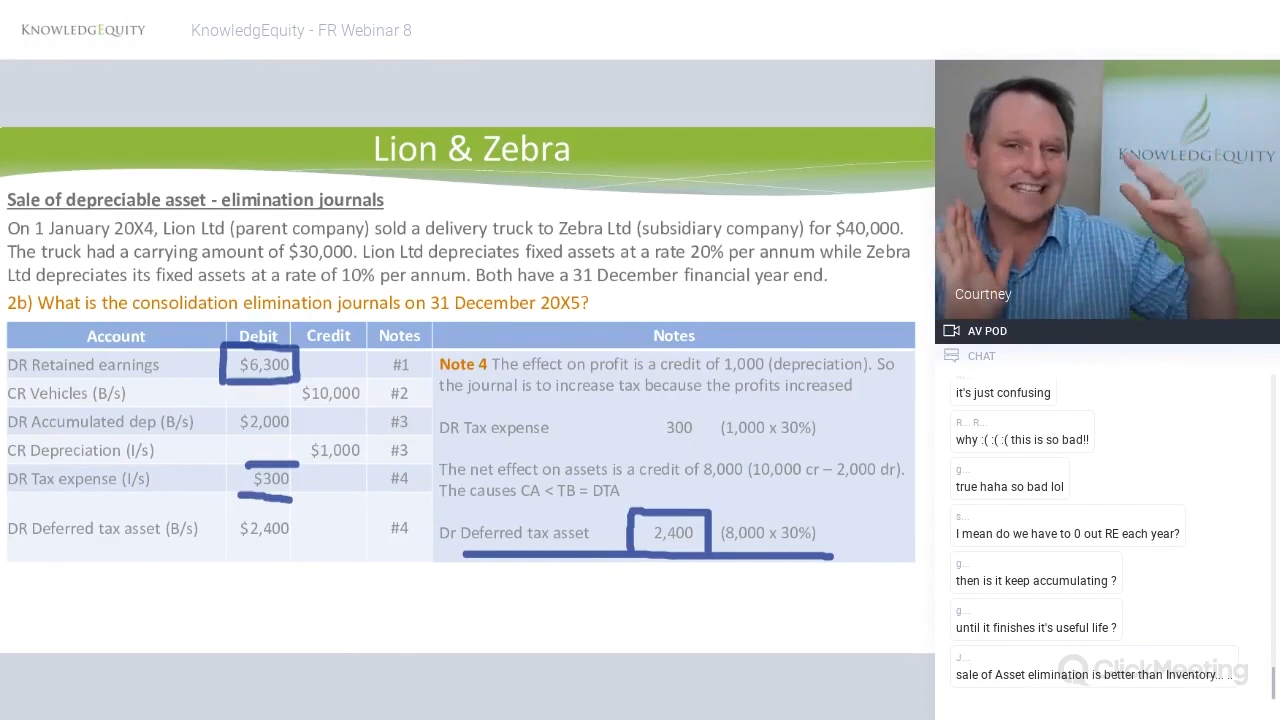 KNOWLEDGEQUITY
KnowledgEquity - FR Webinar 8
Lion & Zebra
Sale of depreciable asset - elimination journals
On 1 January 20X4, Lion Ltd (parent company) sold a delivery truck to Zebra Ltd (subsidiary company) for $40,000.
The truck had a carrying amount of $30,000. Lion Ltd depreciates fixed assets at a rate 20% per annum while Zebra
Ltd depreciates its fixed assets at a rate of 10% per annum. Both have a 31 December financial year end.
2b) What is the consolidation elimination journals on 31 December 20X5?
Account Debit Credit Notes Notes
DR Retained earnings $6,300 #1
CR Vehicles (B/s) $10,000 #2
DR Accumulated dep (B/s) $2,000 #3
CR Depreciation (I/s) $1,000 #3
DR Tax expense (I/s) $300 #4
DR Deferred tax asset (B/s) $2,400 #4
Note 4 The effect on profit is a credit of 1,000 (depreciation). So
the journal is to increase tax because the profits increased
DR Tax expense 300 (1,000 x 30%)
The net effect on assets is a credit of 8,000 (10,000 cr – 2,000 dr).
The causes CA < TB = DTA
Dr Deferred tax asset 2,400 (8,000 x 30%)
KNOWLEDGEQUITY
Courtney
AV POD
CHAT
it's just confusing
R... R...
why :( :( :( this is so bad!!
g...
true haha so bad lol
s...
I mean do we have to 0 out RE each year?
g...
then is it keep accumulating ?
g...
until it finishes it's useful life ?
J...
sale of Asset elimination is better than Inventory... ..
ClickMeeting